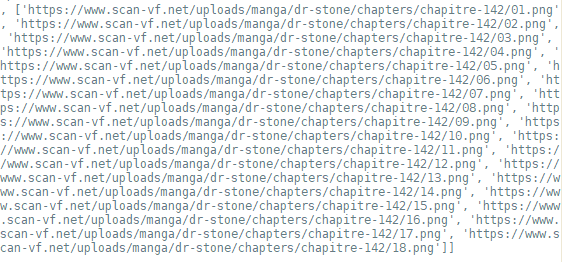 , ['https://www.scan-vf.net/uploads/manga/dr-stone/chapters/chapitre-142/01.png'
, 'https://www.scan-vf.net/uploads/manga/dr-stone/chapters/chapitre-142/02.png',
'https://www.scan-vf.net/uploads/manga/dr-stone/chapters/chapitre-142/03.png',
'https://www.scan-vf.net/uploads/manga/dr-stone/chapters/chapitre-142/04.png', '
https://www.scan-vf.net/uploads/manga/dr-stone/chapters/chapitre-142/05.png', 'h
ttps://www.scan-vf.net/uploads/manga/dr-stone/chapters/chapitre-142/06.png', 'ht
tps://www.scan-vf.net/uploads/manga/dr-stone/chapters/chapitre-142/07.png', 'htt
ps://www.scan-vf.net/uploads/manga/dr-stone/chapters/chapitre-142/08.png', 'http
s://www.scan-vf.net/uploads/manga/dr-stone/chapters/chapitre-142/09.png', 'https
://www.scan-vf.net/uploads/manga/dr-stone/chapters/chapitre-142/10.png', 'https:
//www.scan-vf.net/uploads/manga/dr-stone/chapters/chapitre-142/11.png', 'https:/
/www.scan-vf.net/uploads/manga/dr-stone/chapters/chapitre-142/12.png', 'https://
www.scan-vf.net/uploads/manga/dr-stone/chapters/chapitre-142/13.png', 'https://w
ww.scan-vf.net/uploads/manga/dr-stone/chapters/chapitre-142/14.png', 'https://ww
w.scan-vf.net/uploads/manga/dr-stone/chapters/chapitre-142/15.png', 'https://www
.scan-vf.net/uploads/manga/dr-stone/chapters/chapitre-142/16.png', 'https://www.
scan-vf.net/uploads/manga/dr-stone/chapters/chapitre-142/17.png', 'https://www.s
can-vf.net/uploads/manga/dr-stone/chapters/chapitre-142/18.png']]